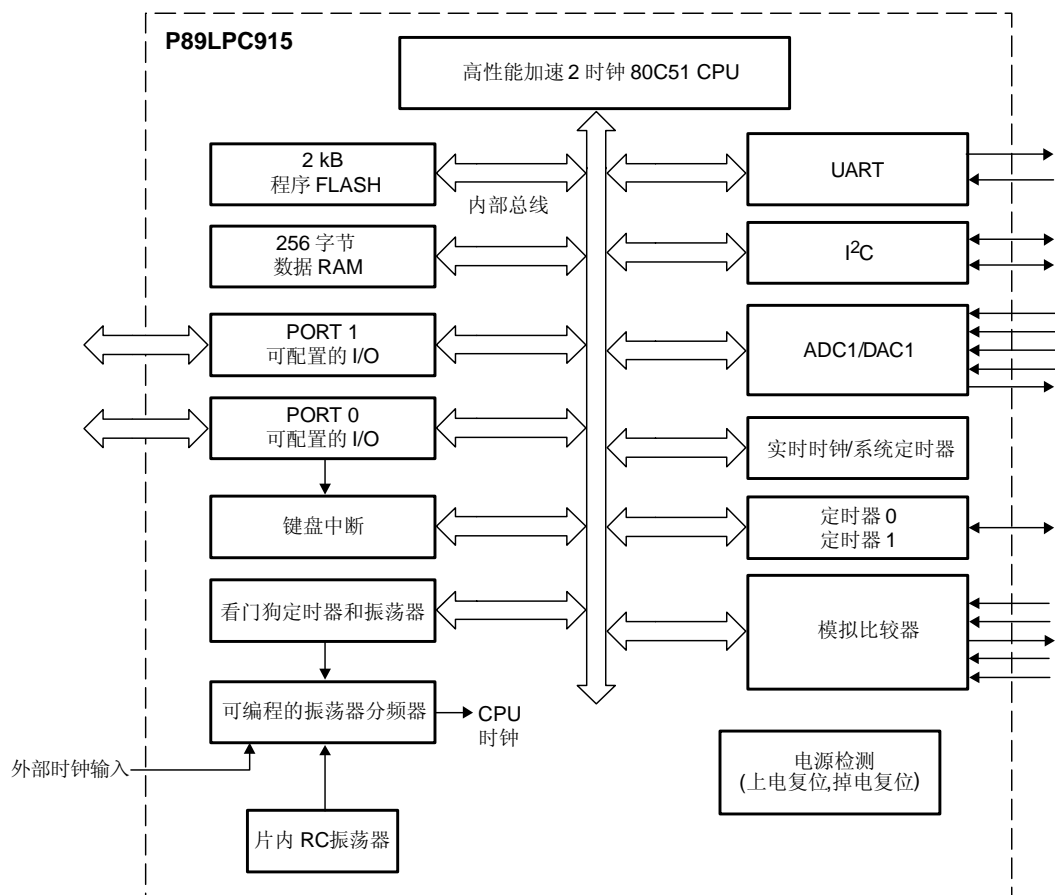 P89LPC915
高性能加速 2 时钟 80C51 CPU
2 kB
程序 FLASH
内部总线
256 字节
数据 RAM
PORT 1
可配置的 I/O
PORT 0
可配置的 I/O
键盘中断
看门狗定时器和振荡器
可编程的振荡器分频器
CPU
时钟
外部时钟输入
片内 RC振荡器
UART
I²C
ADC1/DAC1
实时时钟/系统定时器
定时器 0
定时器 1
模拟比较器
电源检测
(上电复位,掉电复位)